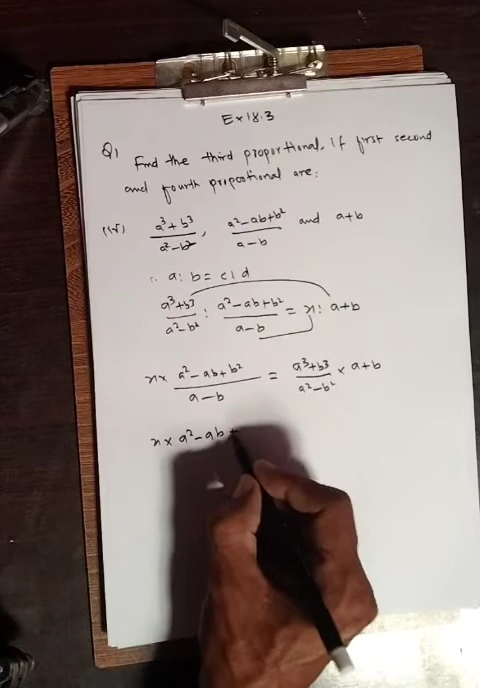 Ex 18.3
Q1 Find the third proportional, if first second
and fourth propostional are:
(iv) a³+b³/a²-b², a²-ab+b²/a-b and a+b
∴ a:b = c:d
a³+b³/a²-b² : a²-ab+b²/a-b = x : a+b
x × a²-ab+b²/a-b = a³+b³/a²-b² × a+b
x × a²-ab +